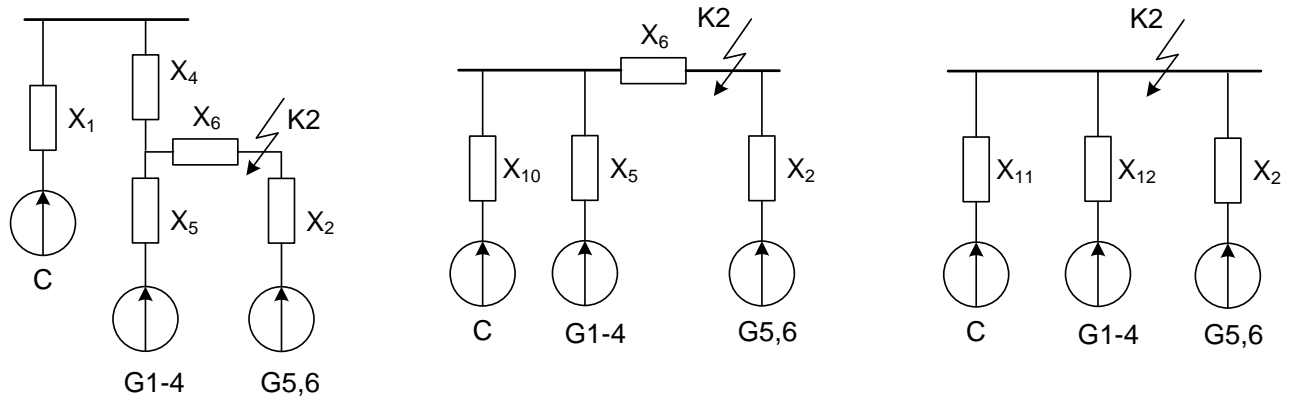 X₄
X₁
X₆
K2
X₅
X₂
C
G1-4
G5,6
K2
X₆
X₁₀
X₅
X₂
C
G1-4
G5,6
K2
X₁₁
X₁₂
X₂
C
G1-4
G5,6